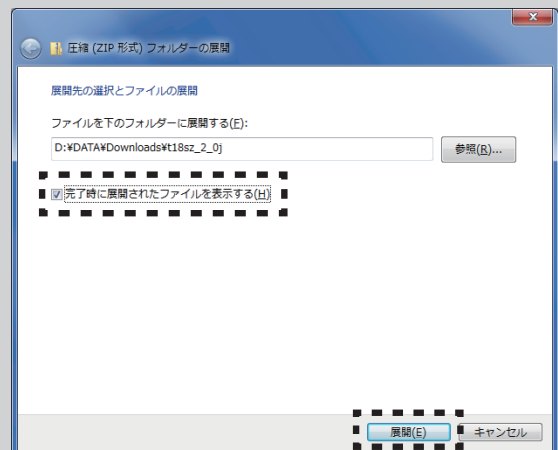 圧縮 (ZIP 形式) フォルダーの展開
展開先の選択とファイルの展開
ファイルを下のフォルダーに展開する(F):
D:¥DATA¥Downloads¥t18sz_2_0j
参照(R)...
完了時に展開されたファイルを表示する(H)
展開(E)
キャンセル